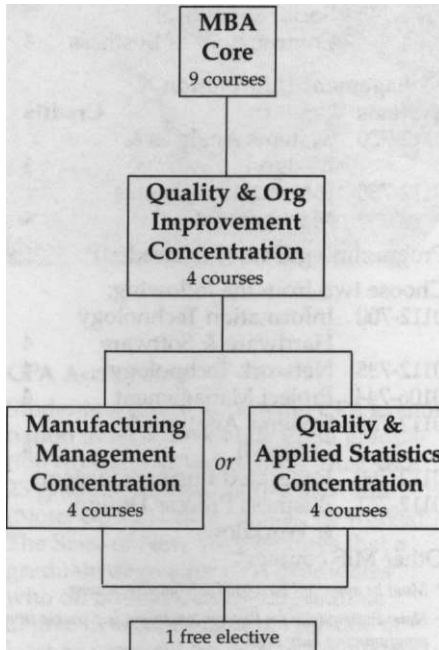 MBA
Core
9 courses
Quality & Org
Improvement
Concentration
4 courses
Manufacturing
Management
Concentration
4 courses
or
Quality &
Applied Statistics
Concentration
4 courses
1 free elective